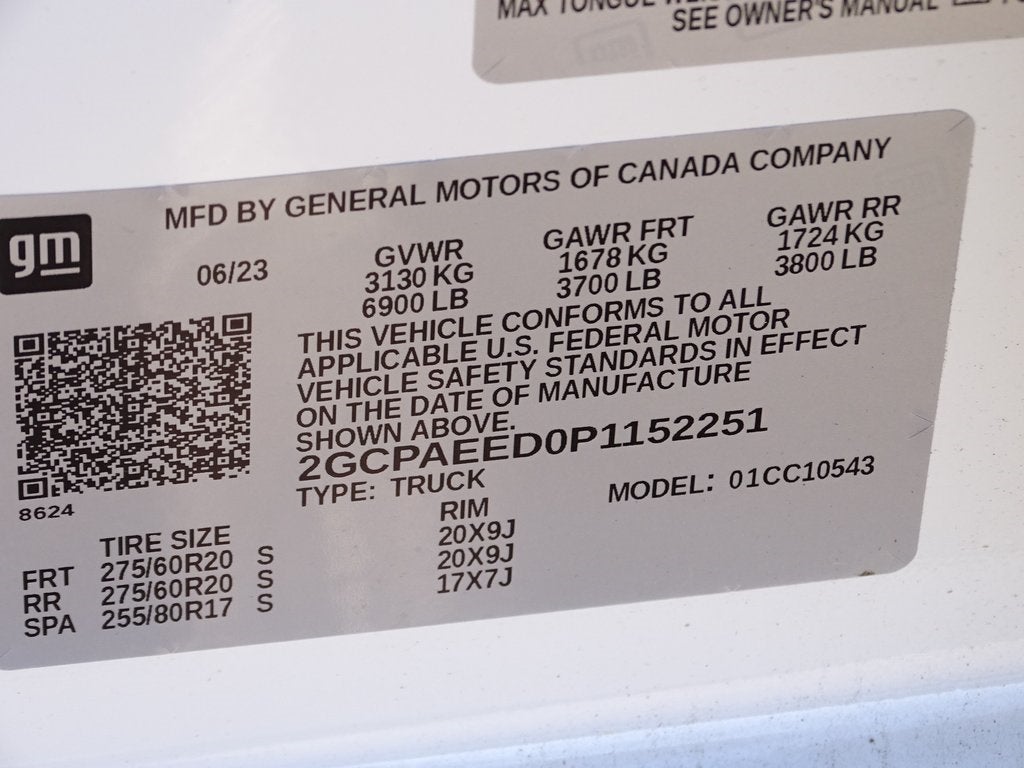 MAX TONGUE
SEE OWNER'S MANUAL
gm
MFD BY GENERAL MOTORS OF CANADA COMPANY
06/23
GVWR GAWR FRT GAWR RR
3130 KG 1678 KG 1724 KG
6900 LB 3700 LB 3800 LB
THIS VEHICLE CONFORMS TO ALL
APPLICABLE U.S. FEDERAL MOTOR
VEHICLE SAFETY STANDARDS IN EFFECT
ON THE DATE OF MANUFACTURE
SHOWN ABOVE.
2GCPAEED0P1152251
TYPE: TRUCK MODEL: 01CC10543
8624
TIRE SIZE RIM
FRT 275/60R20 S 20X9J
RR 275/60R20 S 20X9J
SPA 255/80R17 S 17X7J